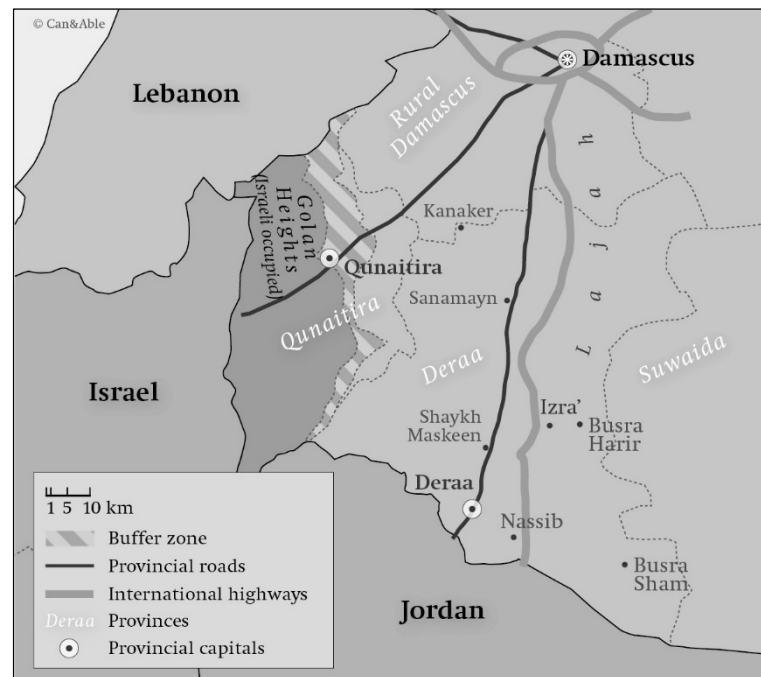 © Can&Able
Damascus
Lebanon
Rural
Damascus
Golan
Heights
(Israeli occupied)
Kanaker
Lajah
Qunaitira
Sanamayn
Qunaitira
Suwaida
Deraa
Israel
Izra'
Shaykh
Maskeen
Busra
Harir
Deraa
Nassib
Busra
Sham
Jordan
1 5 10 km
Buffer zone
Provincial roads
International highways
Deraa Provinces
Provincial capitals